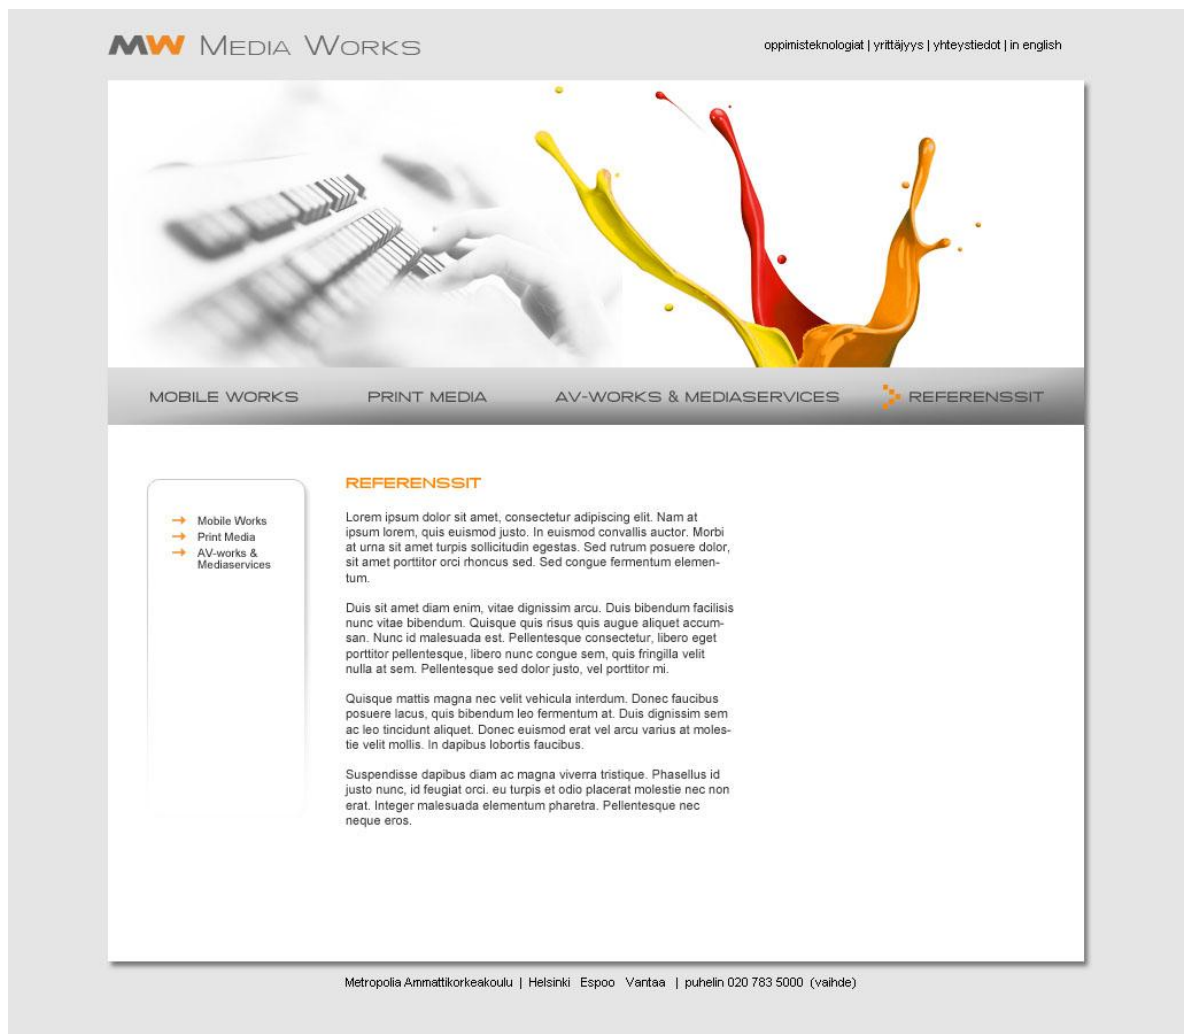 MW MEDIA WORKS
oppimisteknologiat | yrittäjyys | yhteystiedot | in english
MOBILE WORKS PRINT MEDIA AV-WORKS & MEDIASERVICES REFERENSSIT
Mobile Works
Print Media
AV-works &
Mediaservices
REFERENSSIT
Lorem ipsum dolor sit amet, consectetur adipiscing elit. Nam at
ipsum lorem, quis euismod justo. In euismod convallis auctor. Morbi
at urna sit amet turpis sollicitudin egestas. Sed rutrum posuere dolor,
sit amet porttitor orci rhoncus sed. Sed congue fermentum elemen-
tum.
Duis sit amet diam enim, vitae dignissim arcu. Duis bibendum facilisis
nunc vitae bibendum. Quisque quis risus quis augue aliquet accum-
san. Nunc id malesuada est. Pellentesque consectetur, libero eget
porttitor pellentesque, libero nunc congue sem, quis fringilla velit
nulla at sem. Pellentesque sed dolor justo, vel porttitor mi.
Quisque mattis magna nec velit vehicula interdum. Donec faucibus
posuere lacus, quis bibendum leo fermentum at. Duis dignissim sem
ac leo tincidunt aliquet. Donec euismod erat vel arcu varius at moles-
tie velit mollis. In dapibus lobortis faucibus.
Suspendisse dapibus diam ac magna viverra tristique. Phasellus id
justo nunc, id feugiat orci. eu turpis et odio placerat molestie nec non
erat. Integer malesuada elementum pharetra. Pellentesque nec
neque eros.
Metropolia Ammattikorkeakoulu | Helsinki Espoo Vantaa | puhelin 020 783 5000 (vaihde)